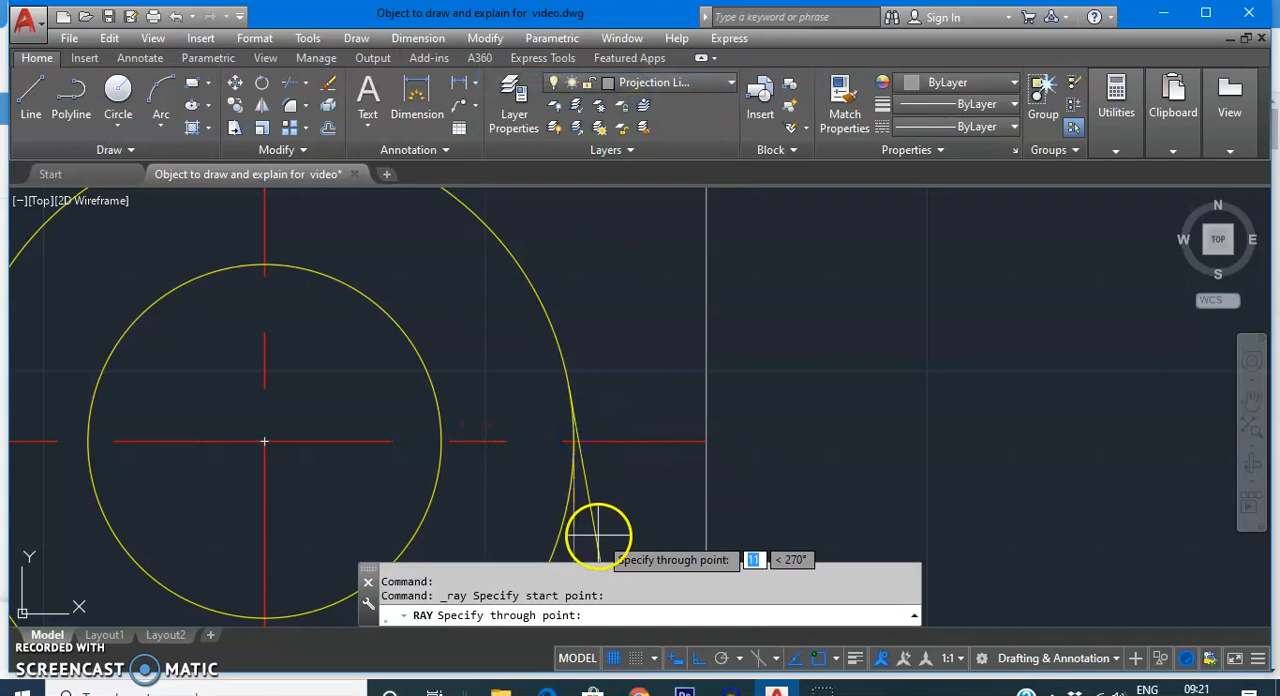 Object to draw and explain for video.dwg
Type a keyword or phrase
Sign In
File Edit View Insert Format Tools Draw Dimension Modify Parametric Window Help Express
Home Insert Annotate Parametric View Manage Output Add-ins A360 Express Tools Featured Apps
Projection Li...
ByLayer
ByLayer
ByLayer
Line Polyline Circle Arc
Text Dimension
Layer Properties
Insert
Match Properties
Group
Utilities
Clipboard
View
Draw Modify Annotation Layers Block Properties Groups
Start
Object to draw and explain for video*
[−][Top][2D Wireframe]
N
W TOP E
S
WCS
Y
X
Specify through point: 11 < 270°
Command:
Command: _ray Specify start point:
RAY Specify through point:
Model Layout1 Layout2
RECORDED WITH
SCREENCAST MATIC
MODEL
1:1
Drafting & Annotation
ENG
09:21